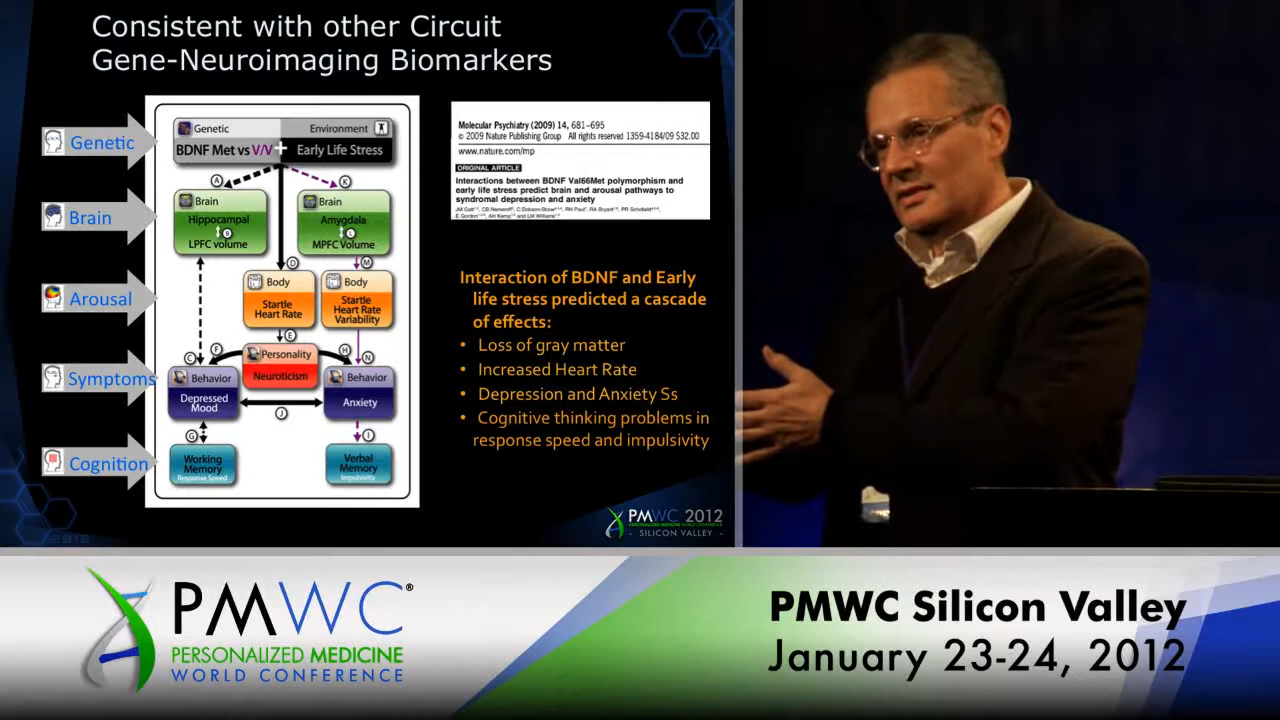 Consistent with other Circuit
Gene-Neuroimaging Biomarkers
Genetic
Brain
Arousal
Symptoms
Cognition
Genetic
Environment
BDNF Met vs V/V + Early Life Stress
A
K
Brain
Hippocampal
B
LPFC volume
Brain
Amygdala
L
MPFC Volume
D
M
Body
Startle
Heart Rate
Body
Startle
Heart Rate
Variability
E
C
F
H
N
Personality
Neuroticism
Behavior
Depressed
Mood
Behavior
Anxiety
J
G
I
Working
Memory
Response Speed
Verbal
Memory
Impulsivity
Molecular Psychiatry (2009) 14, 681–695
© 2009 Nature Publishing Group All rights reserved 1359-4184/09 $32.00
www.nature.com/mp
ORIGINAL ARTICLE
Interactions between BDNF Val66Met polymorphism and
early life stress predict brain and arousal pathways to
syndromal depression and anxiety
Interaction of BDNF and Early
life stress predicted a cascade
of effects:
• Loss of gray matter
• Increased Heart Rate
• Depression and Anxiety Ss
• Cognitive thinking problems in
response speed and impulsivity
PMWC 2012
PERSONALIZED MEDICINE WORLD CONFERENCE
- SILICON VALLEY -
PMWC®
PERSONALIZED MEDICINE
WORLD CONFERENCE
PMWC Silicon Valley
January 23-24, 2012